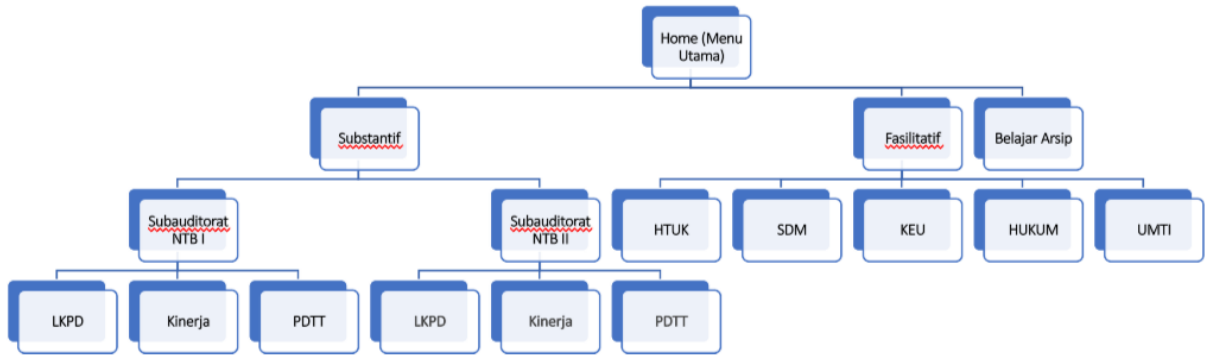 Home (Menu
Utama)
Substantif
Fasilitatif
Belajar Arsip
Subauditorat
NTB I
Subauditorat
NTB II
HTUK
SDM
KEU
HUKUM
UMTI
LKPD
Kinerja
PDTT
LKPD
Kinerja
PDTT